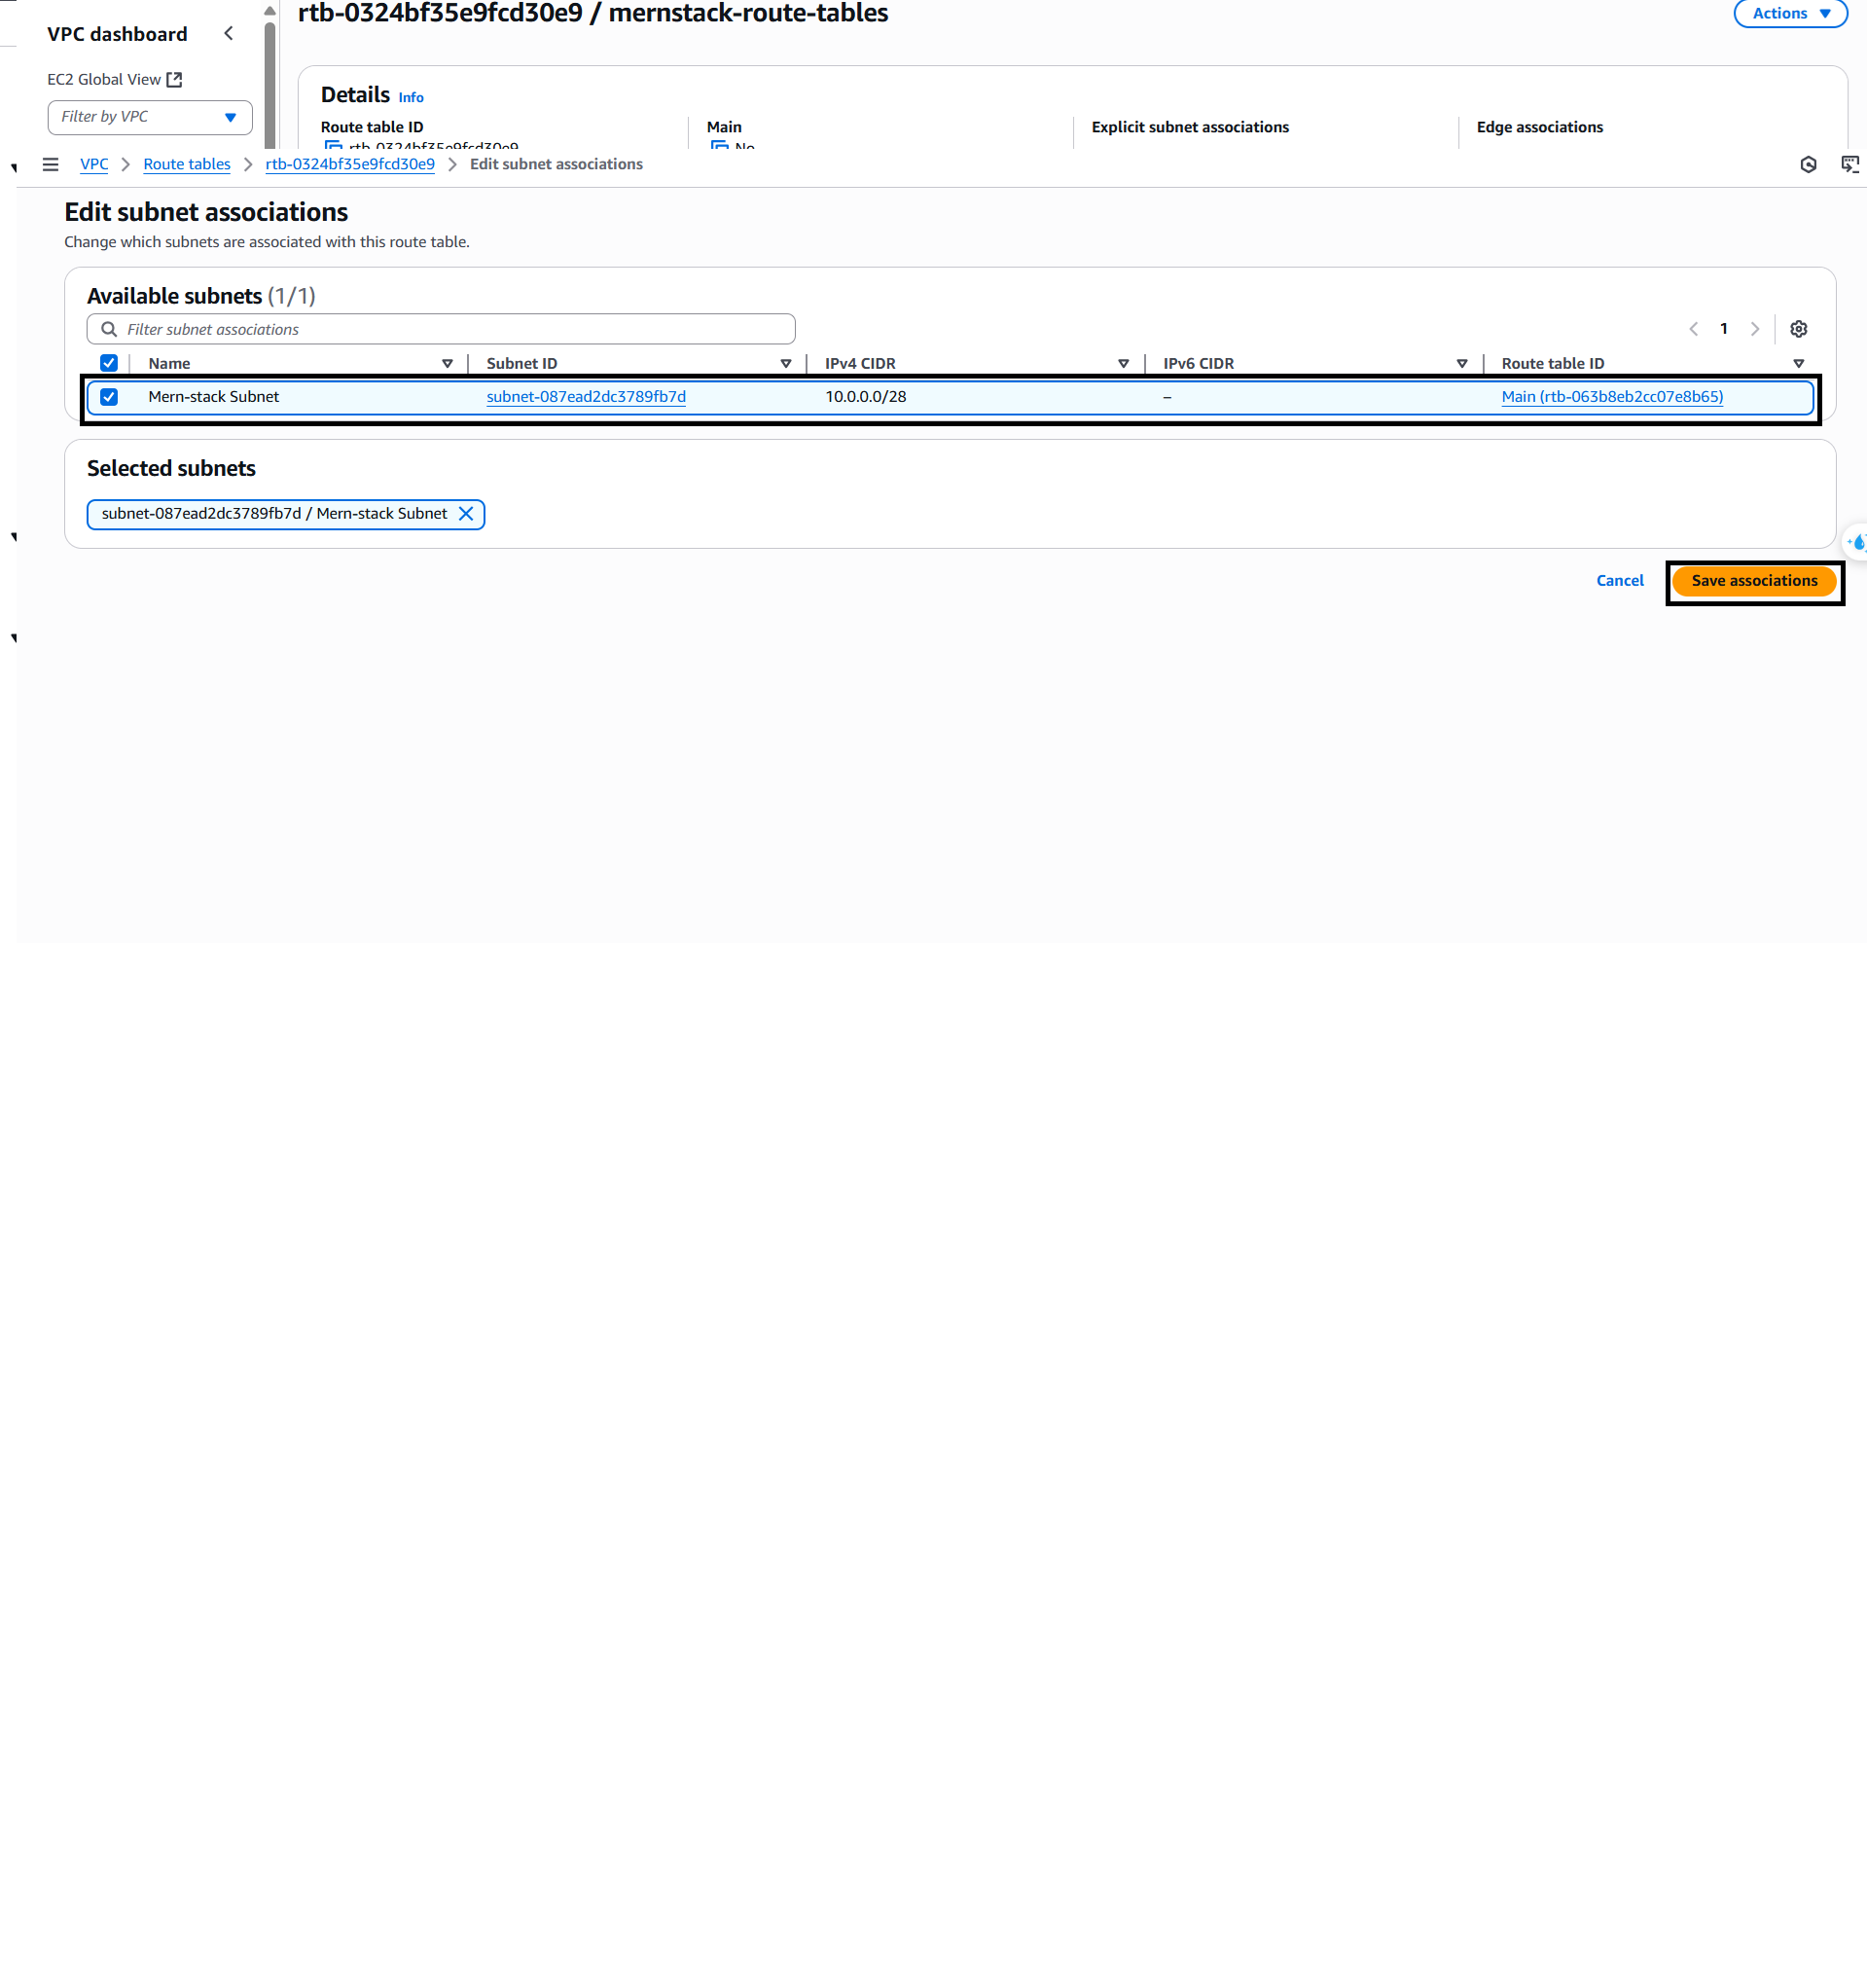 rtb-0324bf35e9fcd30e9 / mernstack-route-tables
Actions
VPC dashboard
EC2 Global View
Filter by VPC
Details Info
Route table ID
rtb-0324bf35e9fcd30e9
Main
No
Explicit subnet associations
Edge associations
VPC
Route tables
rtb-0324bf35e9fcd30e9
Edit subnet associations
Edit subnet associations
Change which subnets are associated with this route table.
Available subnets (1/1)
Filter subnet associations
1
Name Subnet ID IPv4 CIDR IPv6 CIDR Route table ID
Mern-stack Subnet subnet-087ead2dc3789fb7d 10.0.0.0/28 – Main (rtb-063b8eb2cc07e8b65)
Selected subnets
subnet-087ead2dc3789fb7d / Mern-stack Subnet
Cancel
Save associations